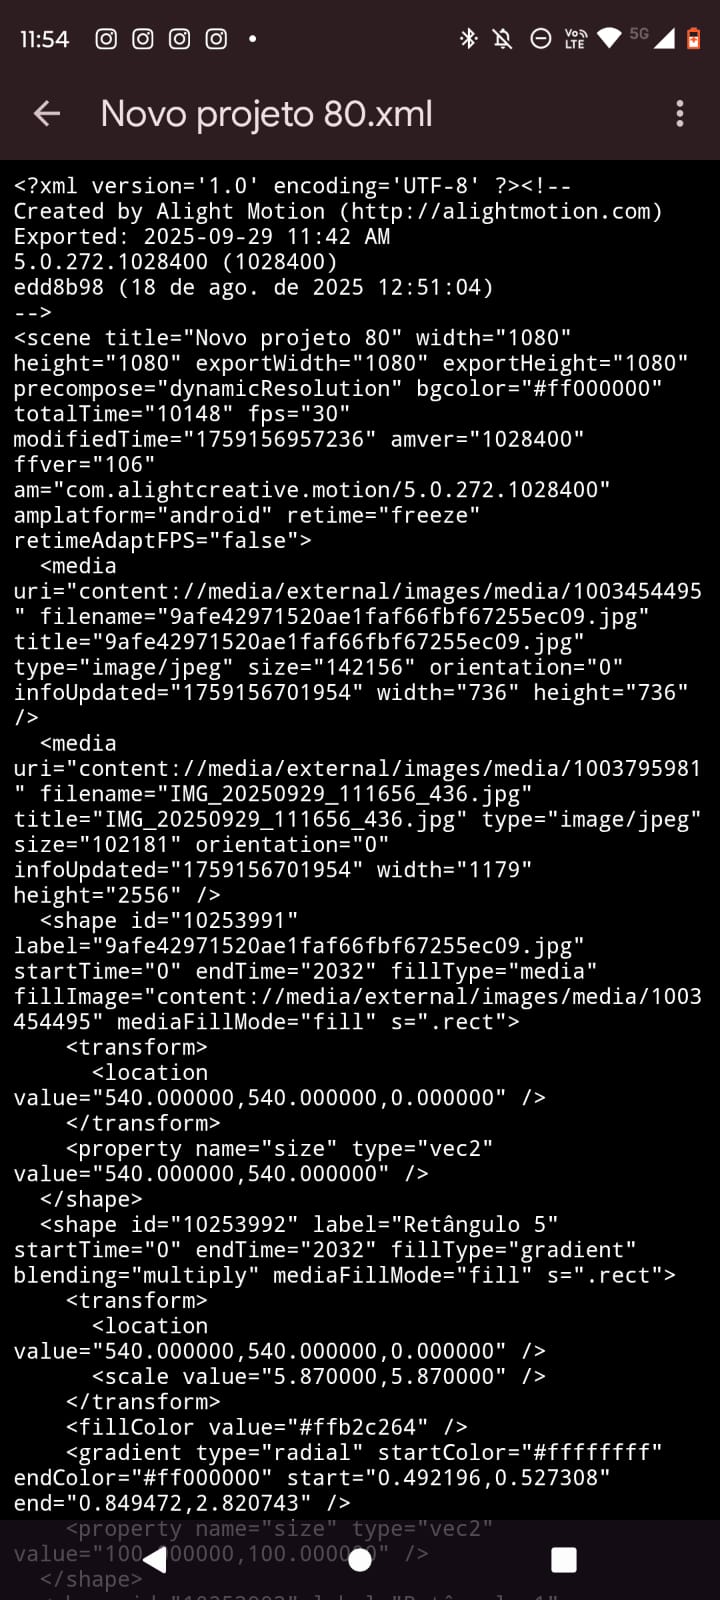 11:54
Vo)) LTE 5G
Novo projeto 80.xml
<?xml version='1.0' encoding='UTF-8' ?><!--
Created by Alight Motion (http://alightmotion.com)
Exported: 2025-09-29 11:42 AM
5.0.272.1028400 (1028400)
edd8b98 (18 de ago. de 2025 12:51:04)
-->
<scene title="Novo projeto 80" width="1080"
height="1080" exportWidth="1080" exportHeight="1080"
precompose="dynamicResolution" bgcolor="#ff000000"
totalTime="10148" fps="30"
modifiedTime="1759156957236" amver="1028400"
ffver="106"
am="com.alightcreative.motion/5.0.272.1028400"
amplatform="android" retime="freeze"
retimeAdaptFPS="false">
  <media
uri="content://media/external/images/media/1003454495
" filename="9afe42971520ae1faf66fbf67255ec09.jpg"
title="9afe42971520ae1faf66fbf67255ec09.jpg"
type="image/jpeg" size="142156" orientation="0"
infoUpdated="1759156701954" width="736" height="736"
/>
  <media
uri="content://media/external/images/media/1003795981
" filename="IMG_20250929_111656_436.jpg"
title="IMG_20250929_111656_436.jpg" type="image/jpeg"
size="102181" orientation="0"
infoUpdated="1759156701954" width="1179"
height="2556" />
  <shape id="10253991"
label="9afe42971520ae1faf66fbf67255ec09.jpg"
startTime="0" endTime="2032" fillType="media"
fillImage="content://media/external/images/media/1003
454495" mediaFillMode="fill" s=".rect">
    <transform>
      <location
value="540.000000,540.000000,0.000000" />
    </transform>
    <property name="size" type="vec2"
value="540.000000,540.000000" />
  </shape>
  <shape id="10253992" label="Retângulo 5"
startTime="0" endTime="2032" fillType="gradient"
blending="multiply" mediaFillMode="fill" s=".rect">
    <transform>
      <location
value="540.000000,540.000000,0.000000" />
      <scale value="5.870000,5.870000" />
    </transform>
    <fillColor value="#ffb2c264" />
    <gradient type="radial" startColor="#ffffffff"
endColor="#ff000000" start="0.492196,0.527308"
end="0.849472,2.820743" />
    <property name="size" type="vec2"
/>
  </shape>